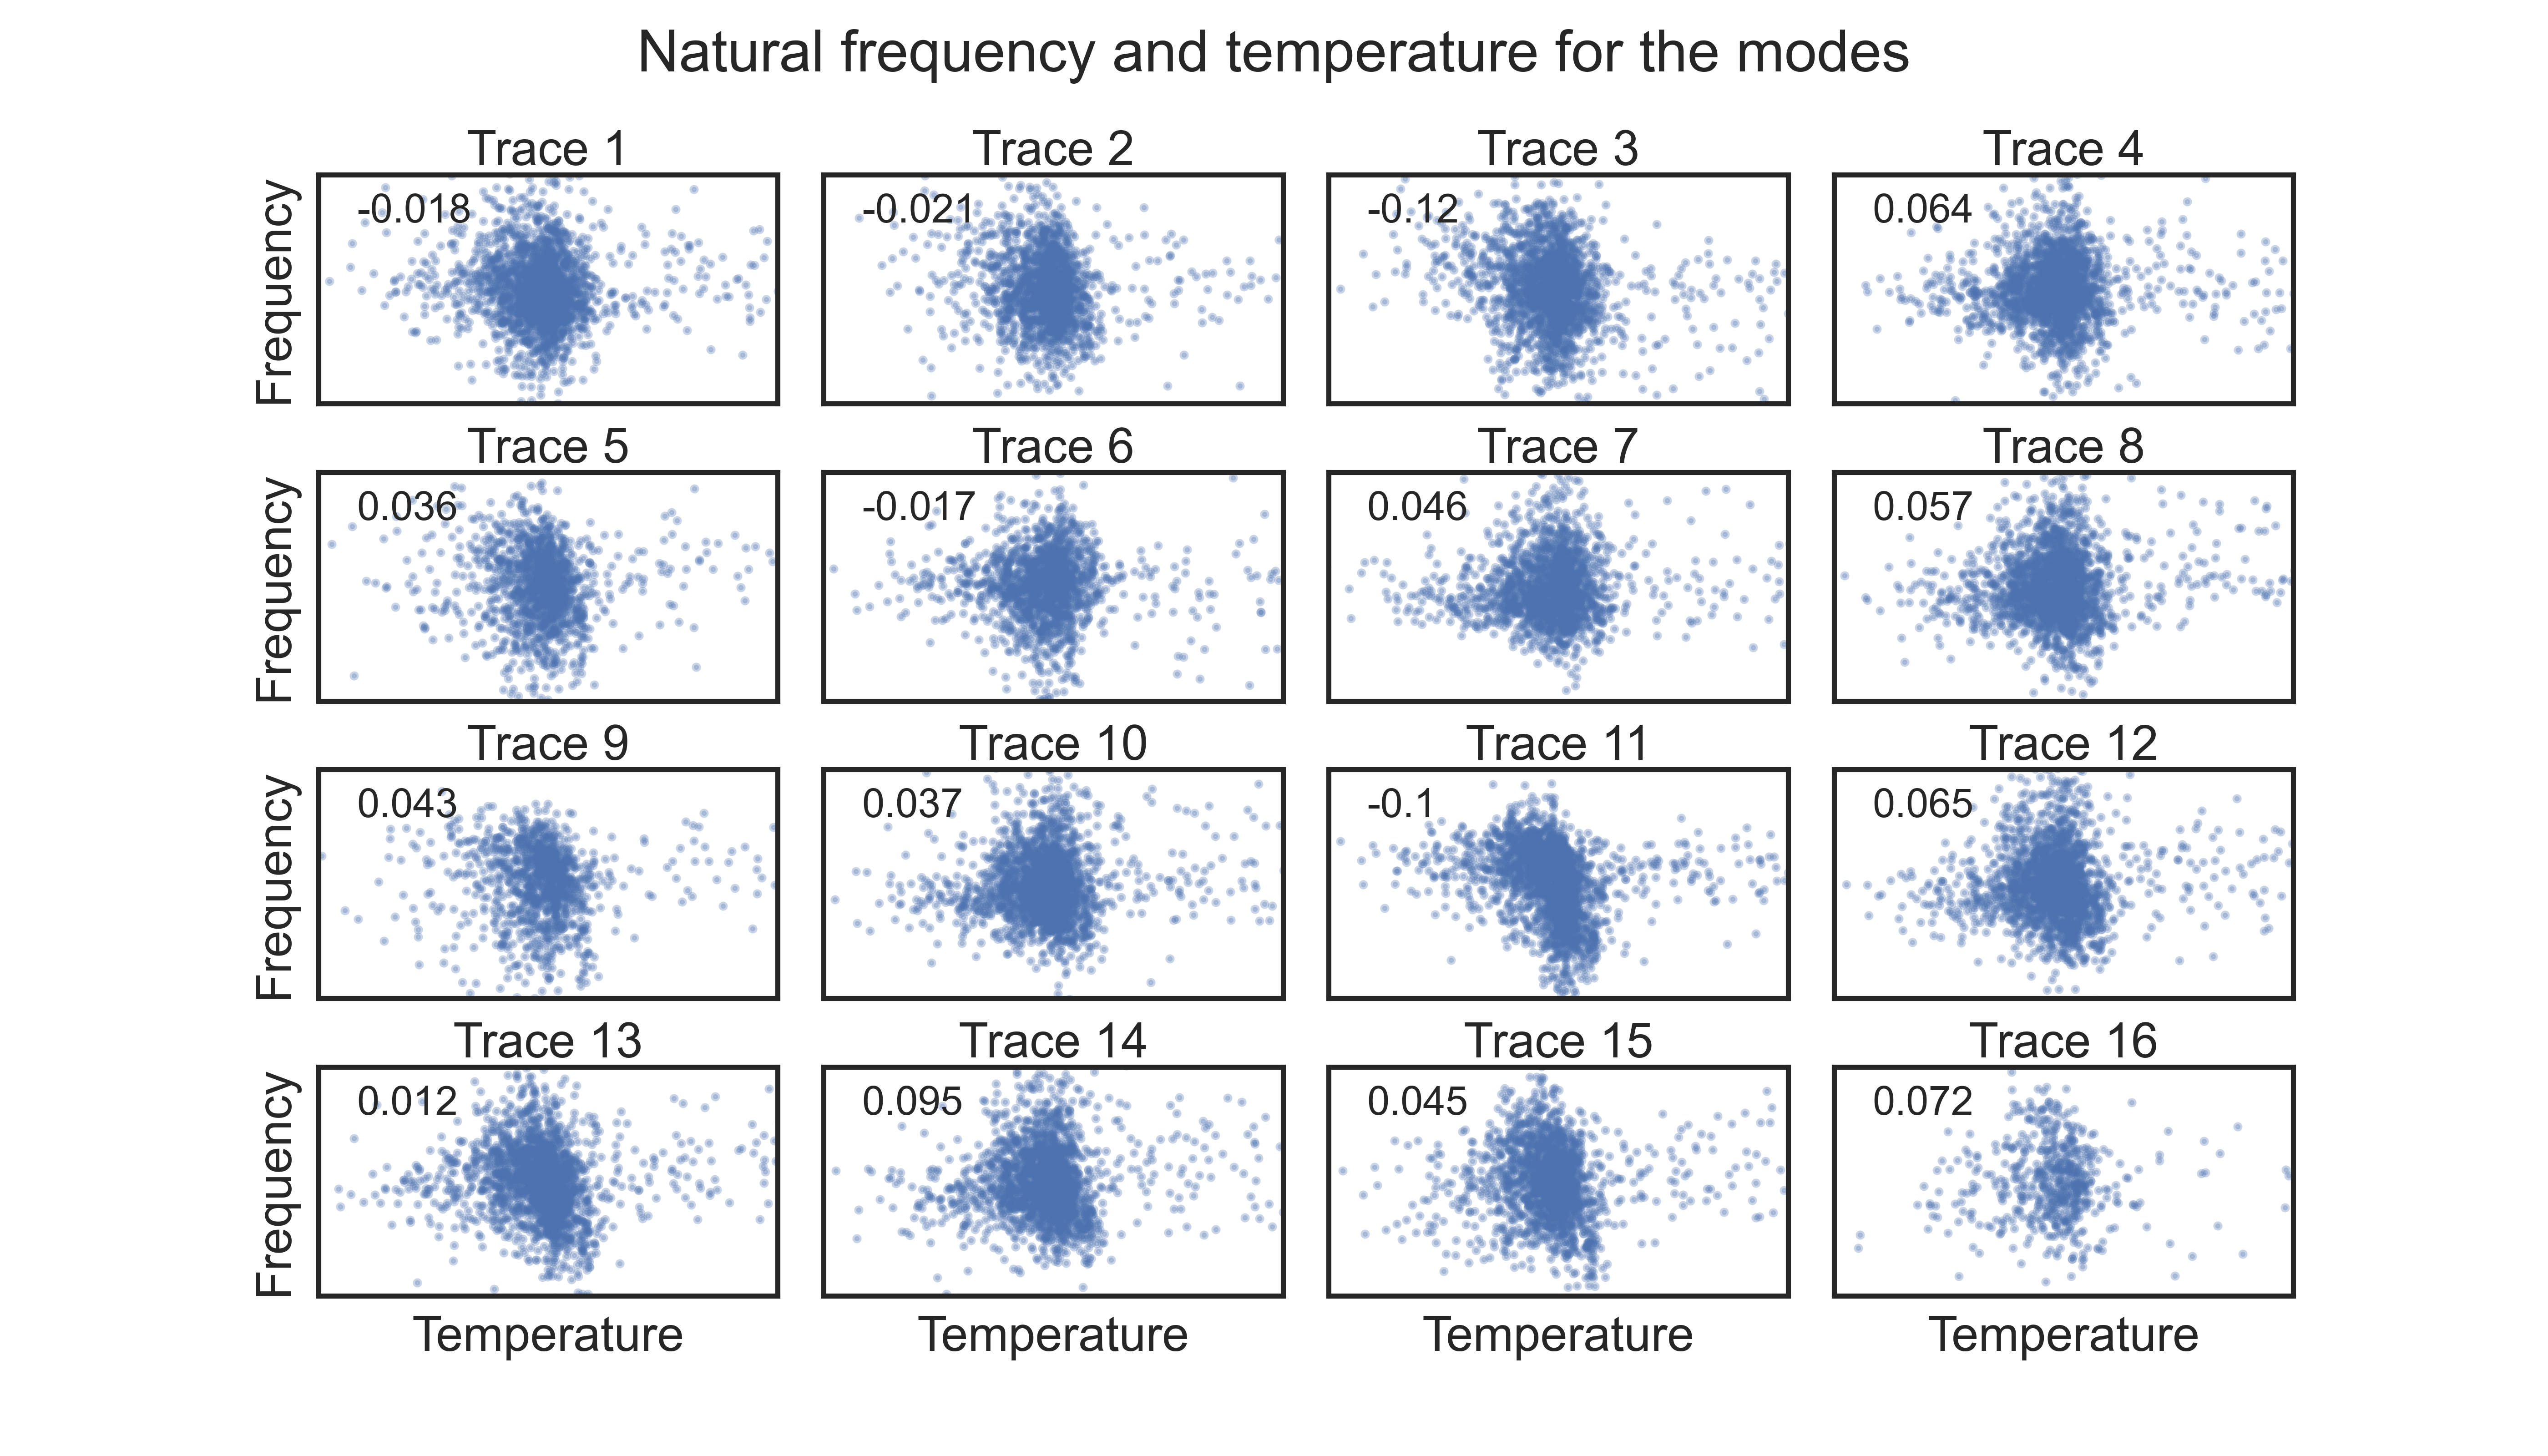 Natural frequency and temperature for the modes
Trace 1
Trace 2
Trace 3
Trace 4
Frequency
-0.018
-0.021
-0.12
0.064
Trace 5
Trace 6
Trace 7
Trace 8
Frequency
0.036
-0.017
0.046
0.057
Trace 9
Trace 10
Trace 11
Trace 12
Frequency
0.043
0.037
-0.1
0.065
Trace 13
Trace 14
Trace 15
Trace 16
Frequency
0.012
0.095
0.045
0.072
Temperature
Temperature
Temperature
Temperature